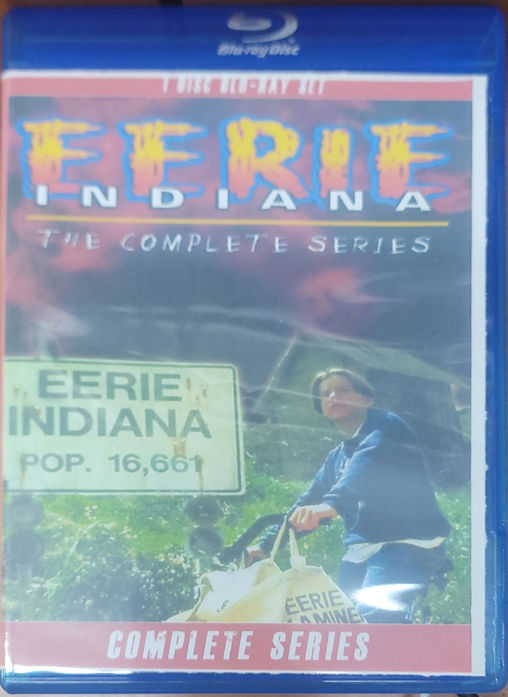 Blu-ray Disc
1 DISC BLU-RAY SET
EERIE
INDIANA
THE COMPLETE SERIES
EERIE
INDIANA
POP. 16,661
EERIE
COMPLETE SERIES